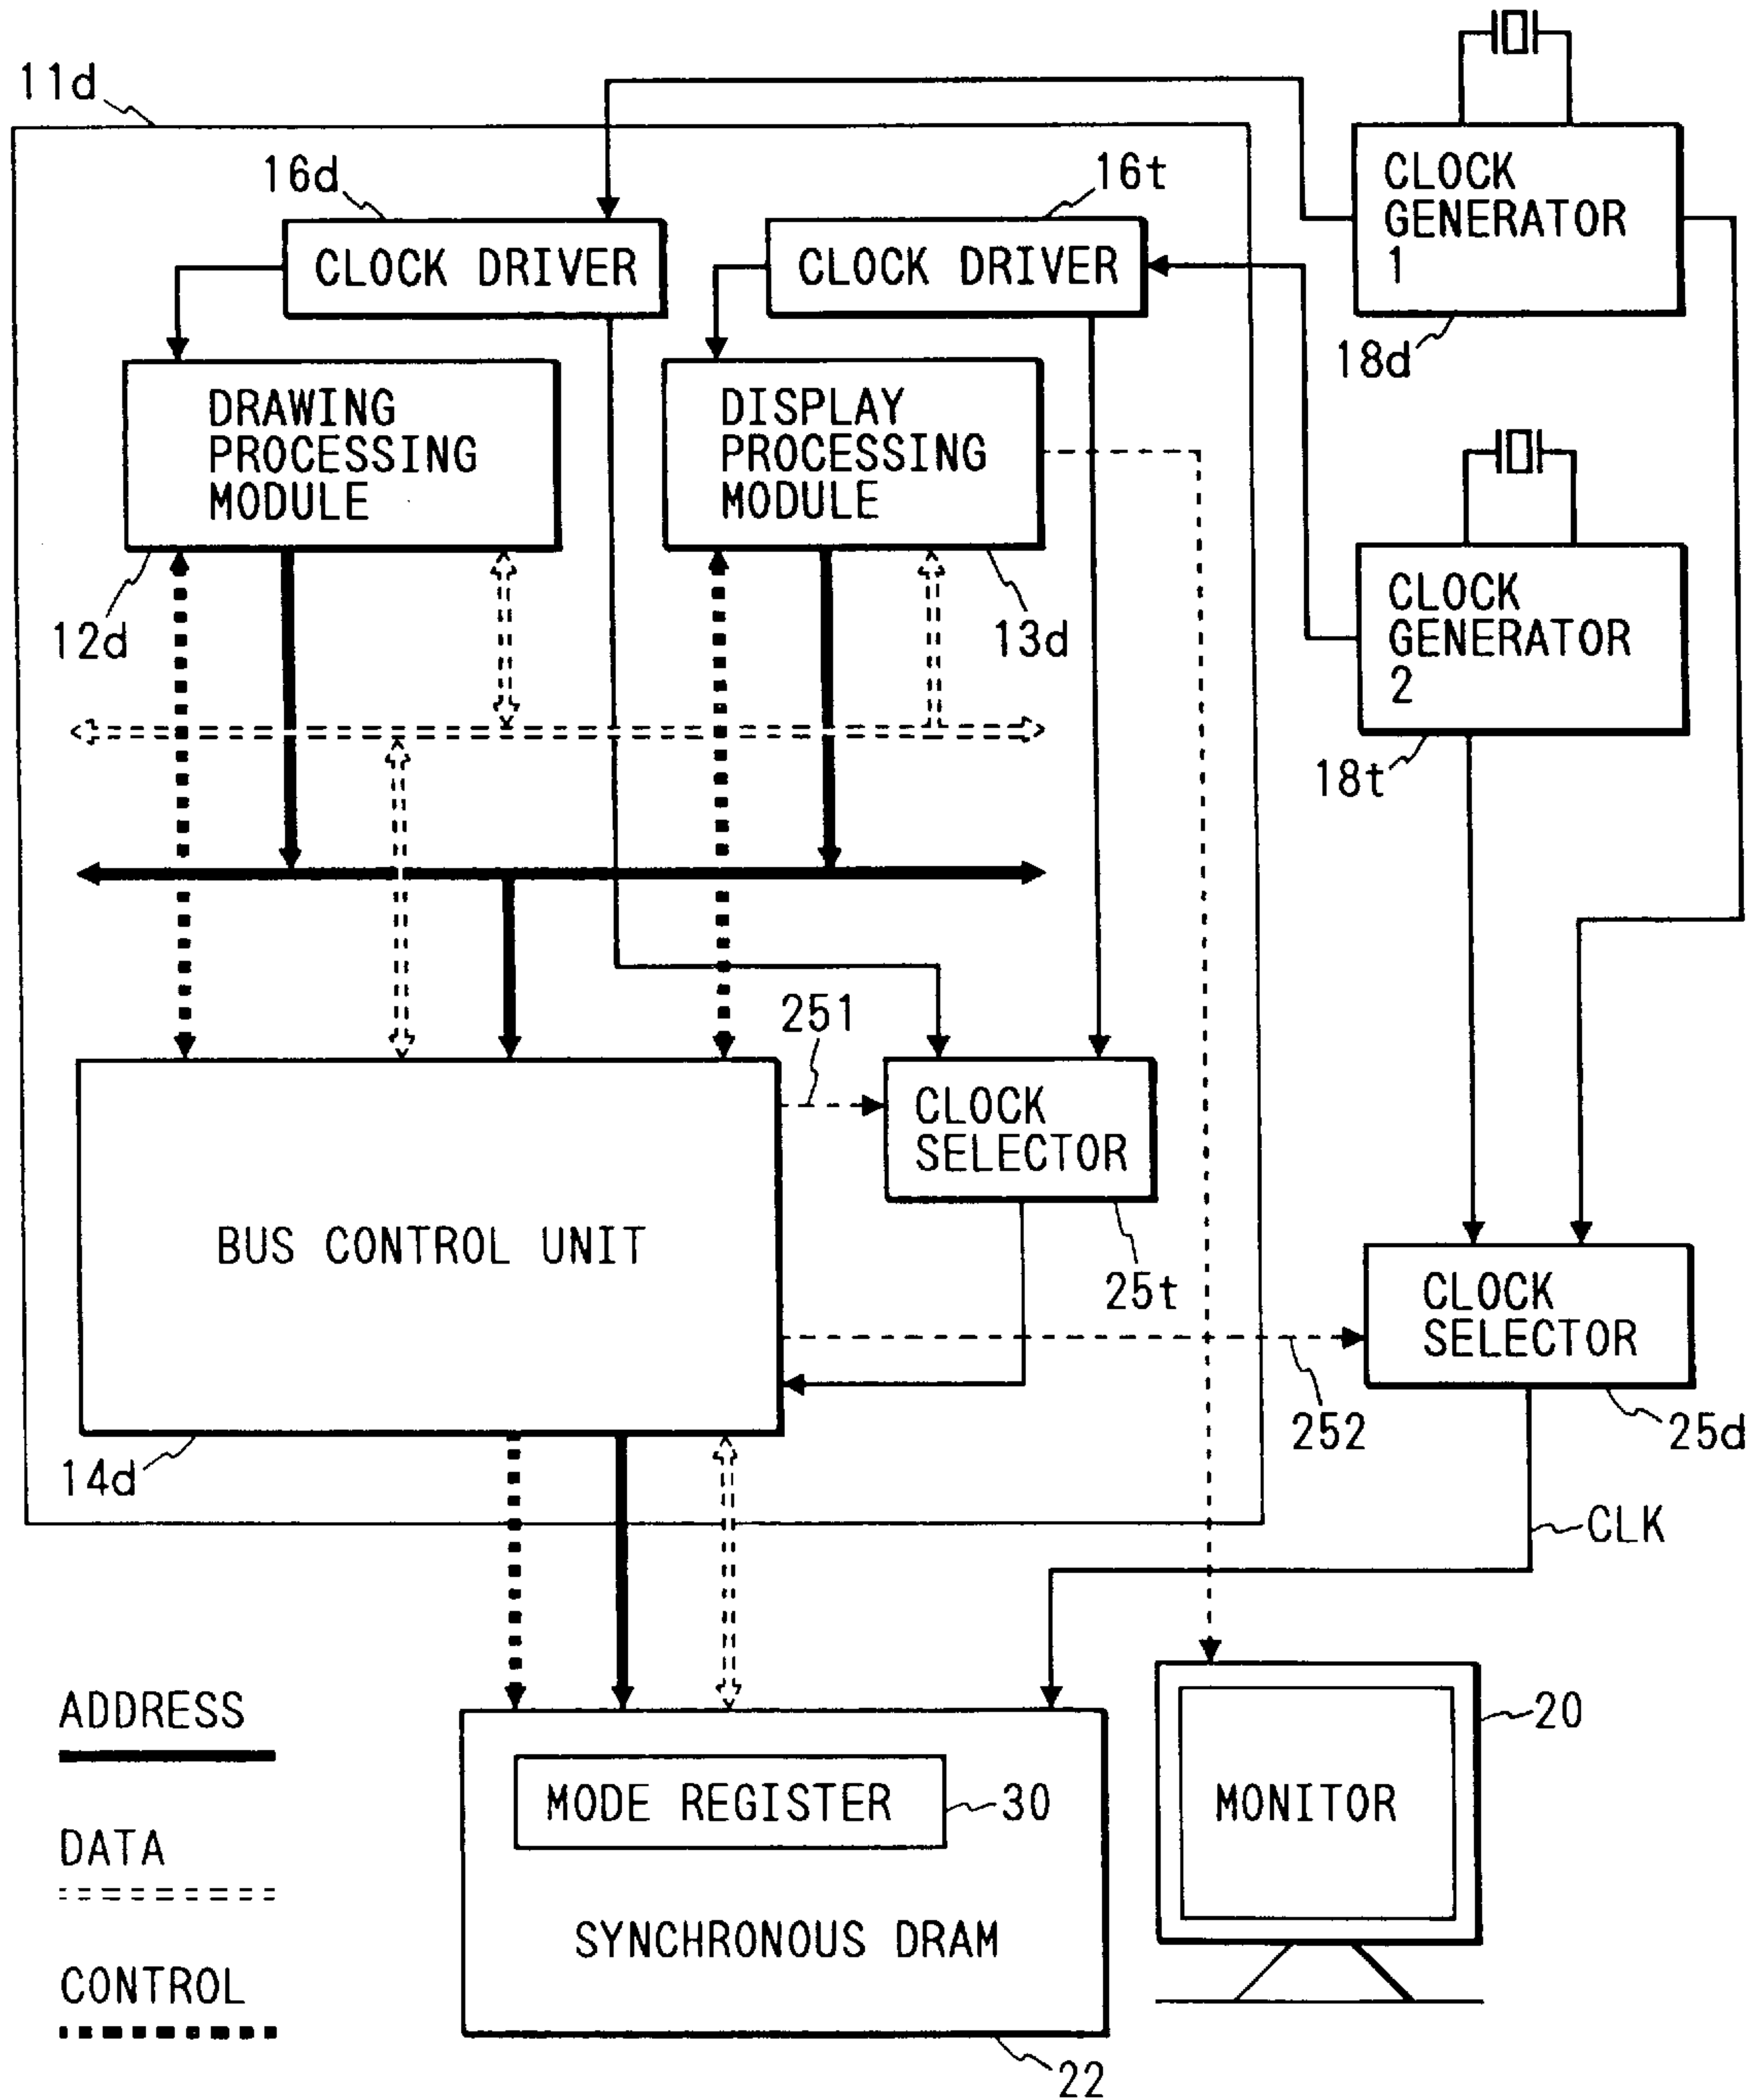 11d
16d
16t
CLOCK
GENERATOR
1
CLOCK DRIVER
CLOCK DRIVER
18d
DRAWING
PROCESSING
MODULE
DISPLAY
PROCESSING
MODULE
CLOCK
GENERATOR
2
12d
13d
18t
251
CLOCK
SELECTOR
BUS CONTROL UNIT
25t
CLOCK
SELECTOR
252
25d
14d
CLK
ADDRESS
20
MODE REGISTER
30
MONITOR
DATA
SYNCHRONOUS DRAM
CONTROL
22